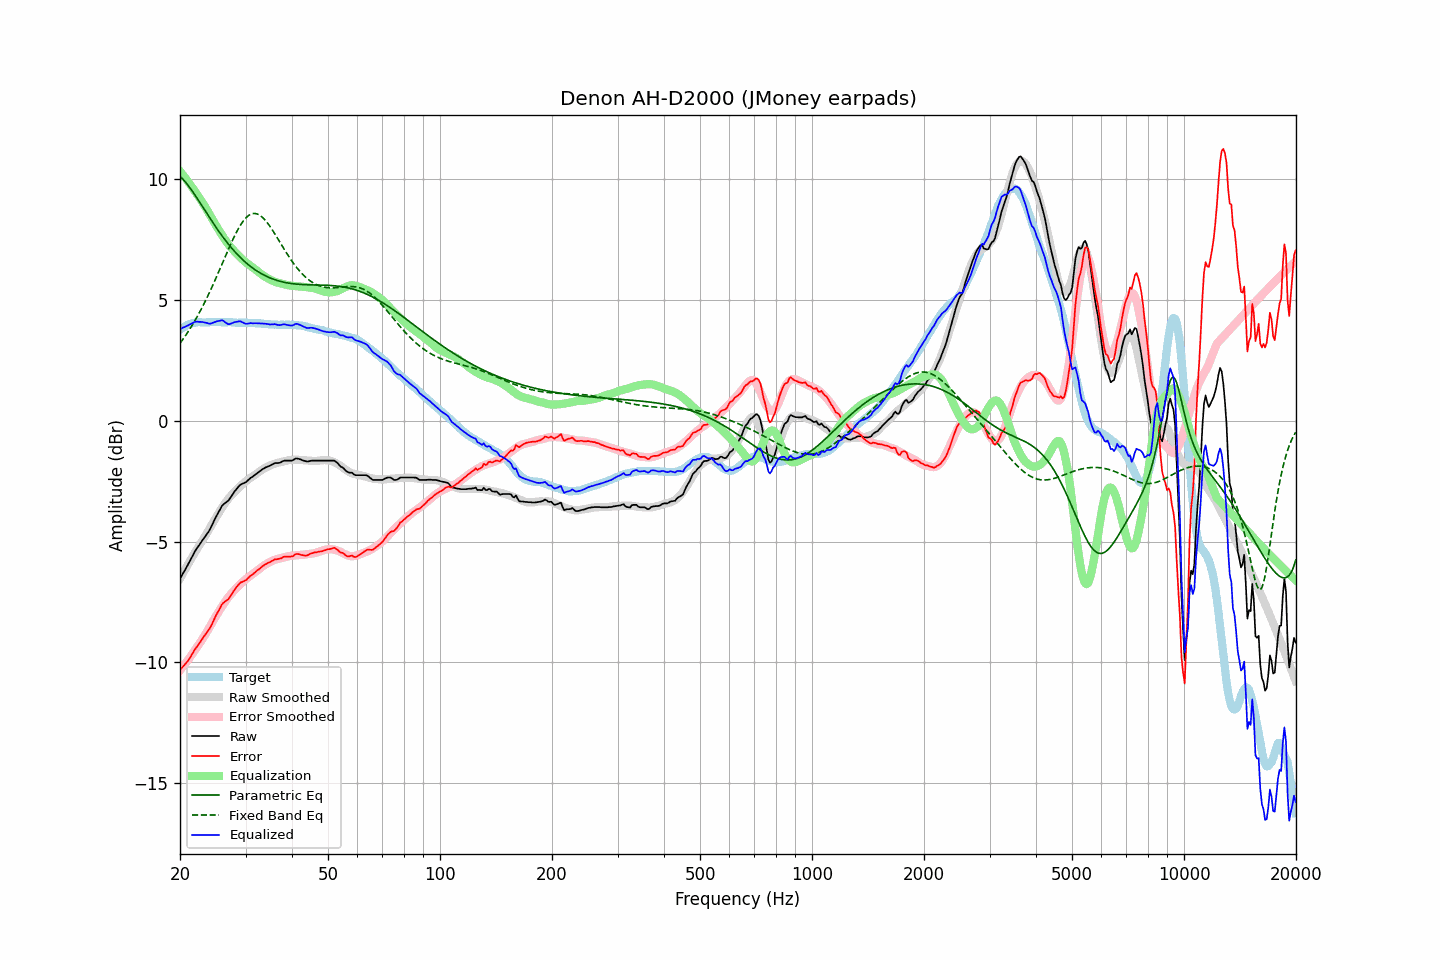 Denon AH-D2000 (JMoney earpads)
Amplitude (dBr)
10
5
0
−5
−10
−15
Target
Raw Smoothed
Error Smoothed
Raw
Error
Equalization
Parametric Eq
Fixed Band Eq
Equalized
20 50 100 200 500 1000 2000 5000 10000 20000
Frequency (Hz)